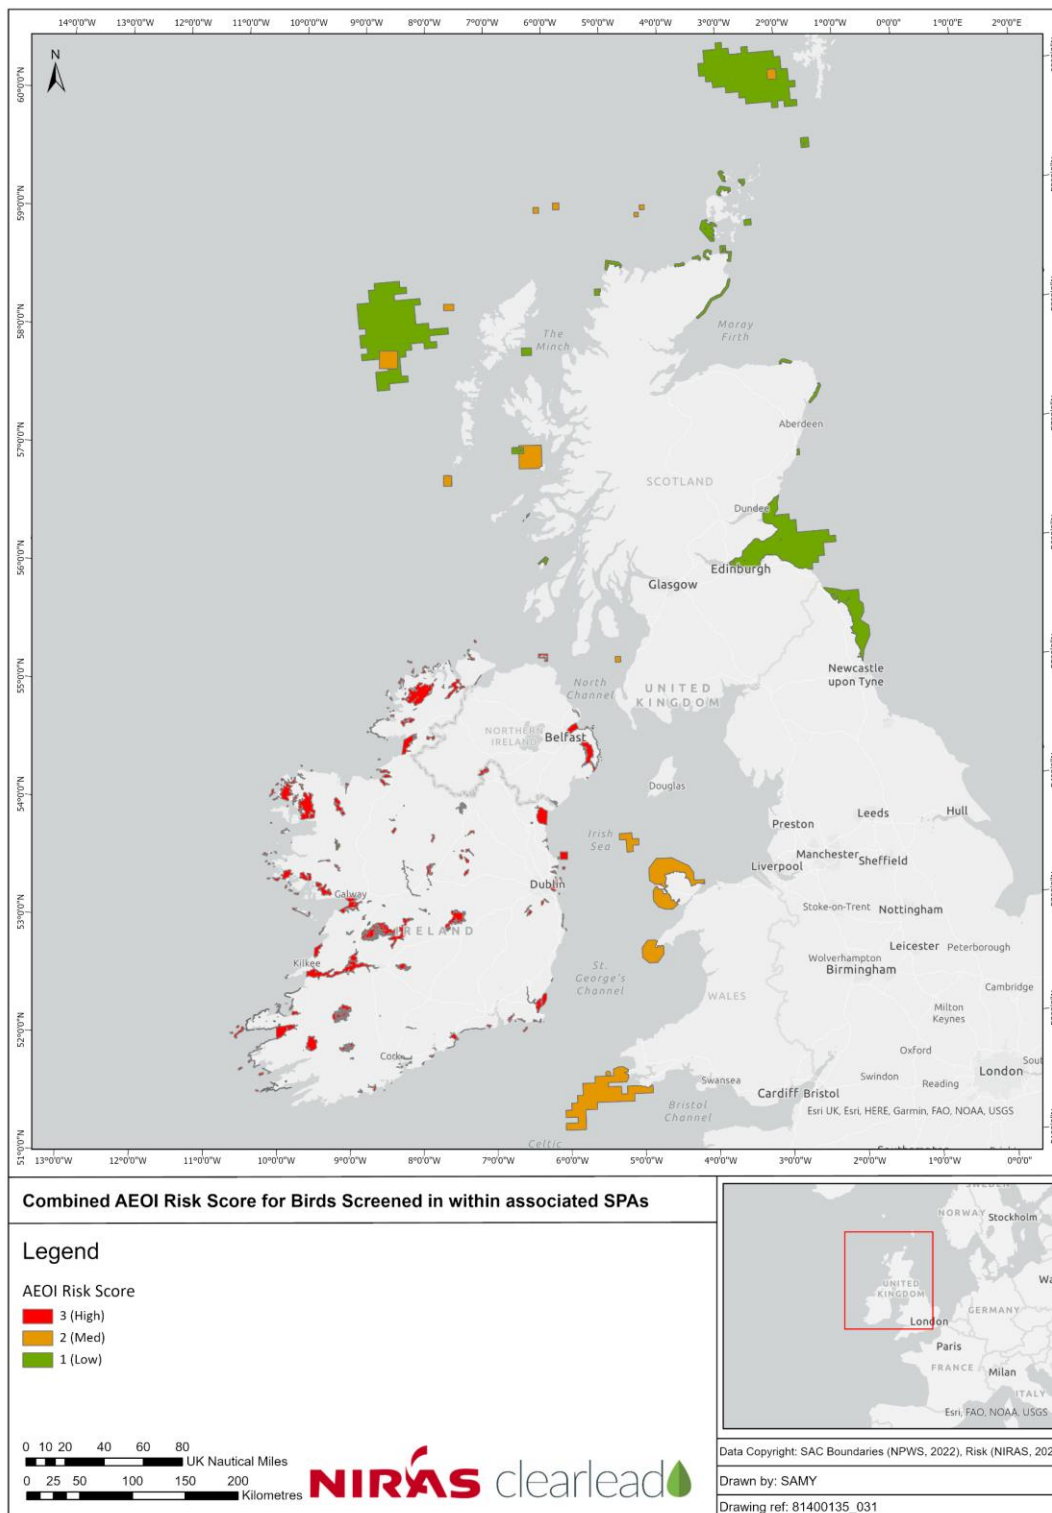 14°0'0"W 13°0'0"W 12°0'0"W 11°0'0"W 10°0'0"W 9°0'0"W 8°0'0"W 7°0'0"W 6°0'0"W 5°0'0"W 4°0'0"W 3°0'0"W 2°0'0"W 1°0'0"W 0°0'0"E 1°0'0"E 2°0'0"E
N
60°0'0"N
59°0'0"N
58°0'0"N
57°0'0"N
56°0'0"N
55°0'0"N
54°0'0"N
53°0'0"N
52°0'0"N
51°0'0"N
The
Minch
Moray
Firth
Aberdeen
SCOTLAND
Dundee
Edinburgh
Glasgow
Newcastle
upon Tyne
North
Channel
UNITED
KINGDOM
NORTHERN
IRELAND
Belfast
Douglas
Irish
Sea
Preston
Leeds
Hull
Manchester
Liverpool
Sheffield
Dublin
Galway
IRELAND
Stoke-on-Trent
Nottingham
Leicester
Peterborough
Wolverhampton
Birmingham
Kilkee
St.
George's
Channel
WALES
Cambridge
Milton
Keynes
Cork
Oxford
London
Swansea
Swindon
Reading
Cardiff
Bristol
Bristol
Channel
Celtic
Esri UK, Esri, HERE, Garmin, FAO, NOAA, USGS
13°0'0"W 12°0'0"W 11°0'0"W 10°0'0"W 9°0'0"W 8°0'0"W 7°0'0"W 6°0'0"W 5°0'0"W 4°0'0"W 3°0'0"W 2°0'0"W 1°0'0"W 0°0'0"
Combined AEOI Risk Score for Birds Screened in within associated SPAs
Legend
AEOI Risk Score
3 (High)
2 (Med)
1 (Low)
0 10 20 40 60 80
UK Nautical Miles
0 25 50 100 150 200
Kilometres
NIRAS
clearlead
SWEDEN
NORWAY
Stockholm
UNITED
KINGDOM
London
GERMANY
Paris
FRANCE
Milan
ITALY
Esri, FAO, NOAA, USGS
Data Copyright: SAC Boundaries (NPWS, 2022), Risk (NIRAS, 202
Drawn by: SAMY
Drawing ref: 81400135_031